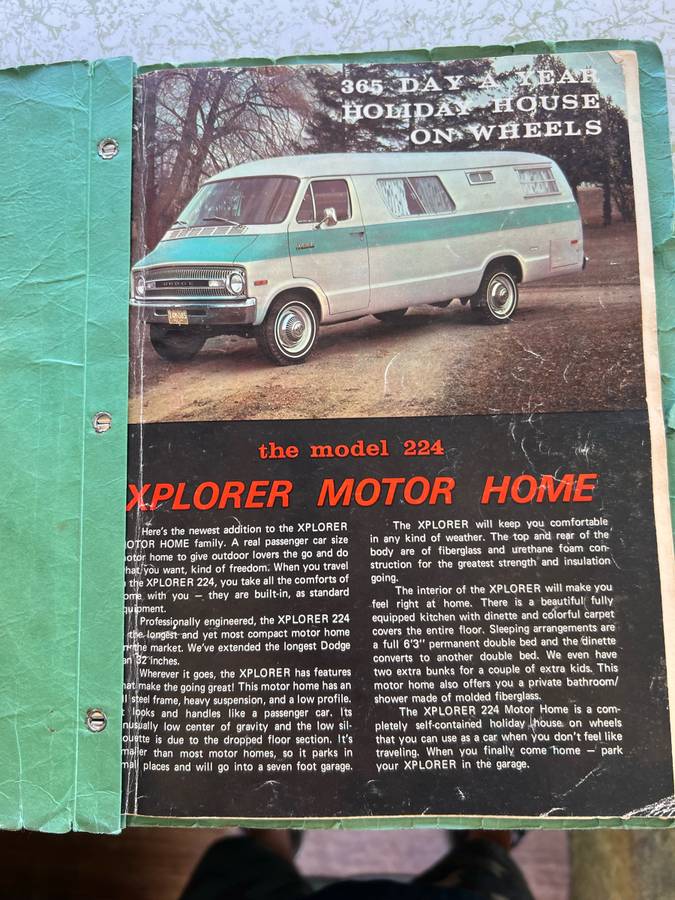 365 DAY A YEAR
HOLIDAY HOUSE
ON WHEELS
DODGE
the model 224
XPLORER MOTOR HOME
Here's the newest addition to the XPLORER
OTOR HOME family. A real passenger car size
otor home to give outdoor lovers the go and do
hat you want, kind of freedom. When you travel
the XPLORER 224, you take all the comforts of
ome with you — they are built-in, as standard
quipment.
Professionally engineered, the XPLORER 224
the longest and yet most compact motor home
the market. We've extended the longest Dodge
an 32 inches.
Wherever it goes, the XPLORER has features
hat make the going great! This motor home has an
steel frame, heavy suspension, and a low profile.
looks and handles like a passenger car. Its
nusually low center of gravity and the low sil-
ouette is due to the dropped floor section. It's
maller than most motor homes, so it parks in
mall places and will go into a seven foot garage.
The XPLORER will keep you comfortable
in any kind of weather. The top and rear of the
body are of fiberglass and urethane foam con-
struction for the greatest strength and insulation
going.
The interior of the XPLORER will make you
feel right at home. There is a beautiful fully
equipped kitchen with dinette and colorful carpet
covers the entire floor. Sleeping arrangements are
a full 6'3" permanent double bed and the dinette
converts to another double bed. We even have
two extra bunks for a couple of extra kids. This
motor home also offers you a private bathroom/
shower made of molded fiberglass.
The XPLORER 224 Motor Home is a com-
pletely self-contained holiday house on wheels
that you can use as a car when you don't feel like
traveling. When you finally come home — park
your XPLORER in the garage.